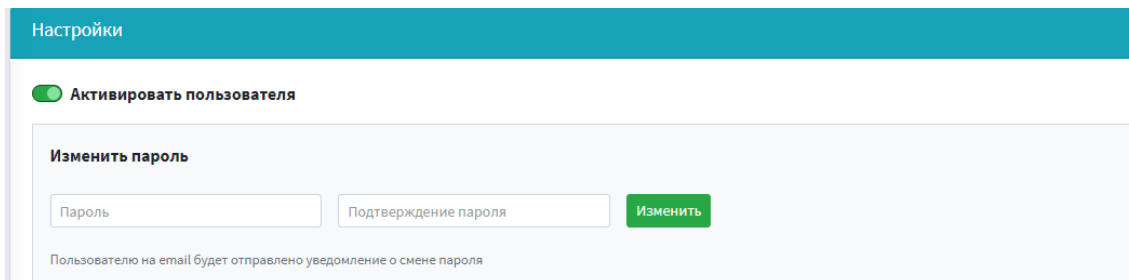 Настройки
Активировать пользователя
Изменить пароль
Пароль
Подтверждение пароля
Изменить
Пользователю на email будет отправлено уведомление о смене пароля